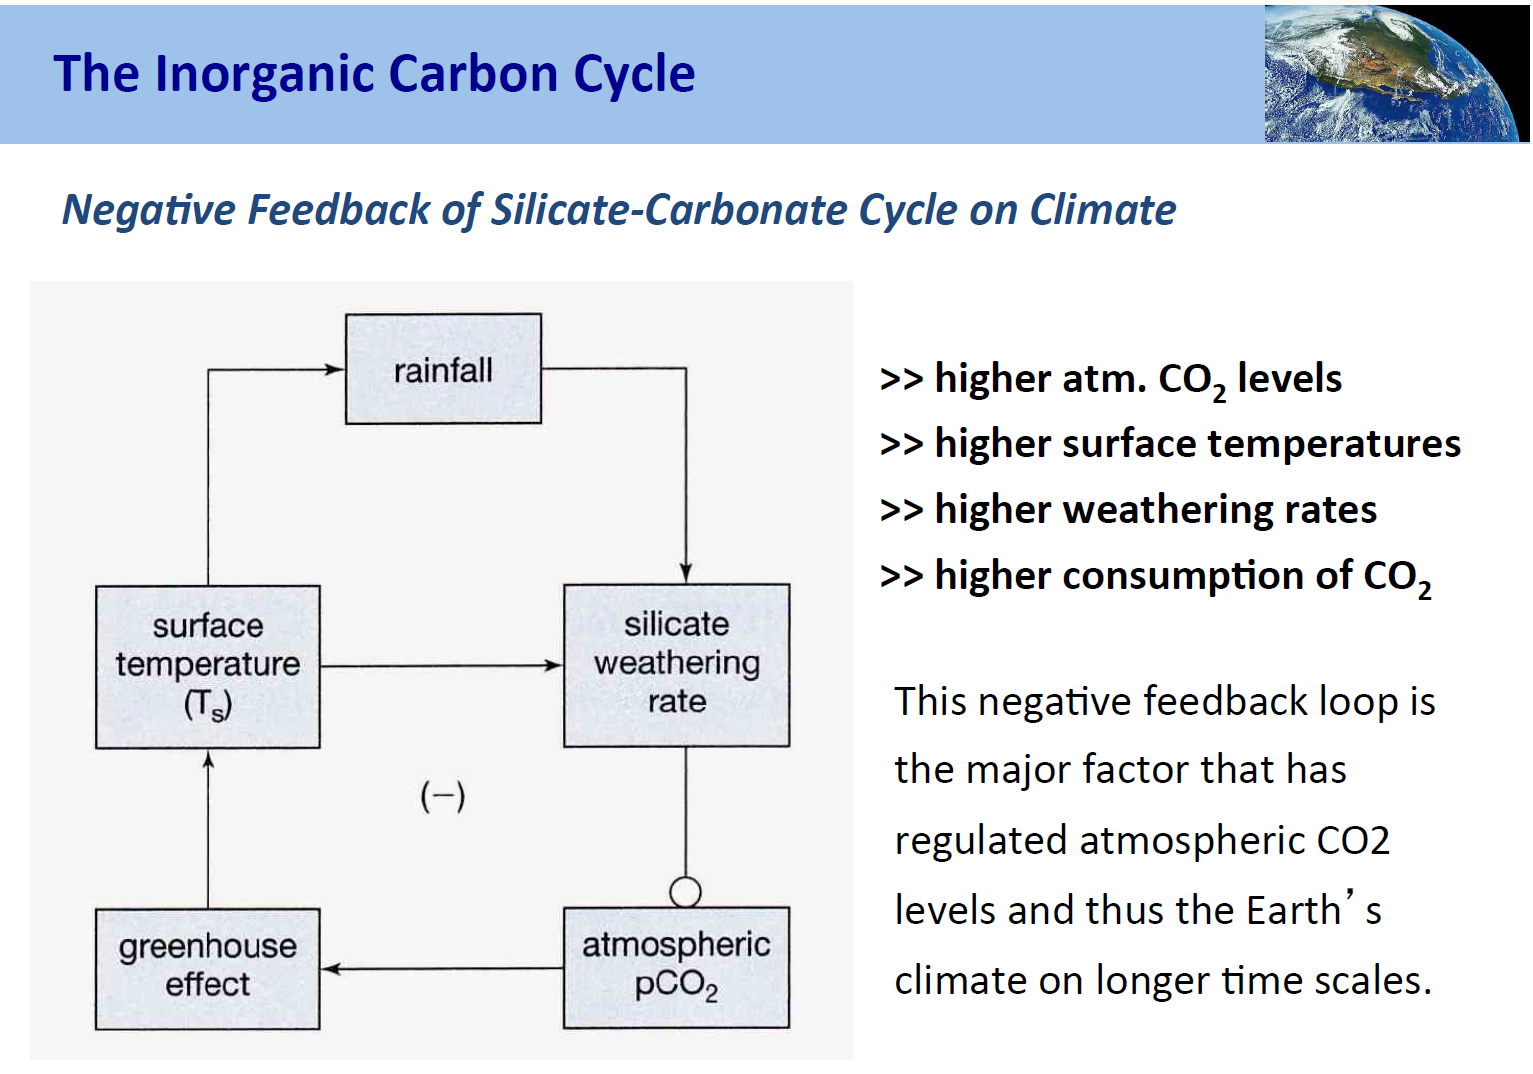 The Inorganic Carbon Cycle
Negative Feedback of Silicate-Carbonate Cycle on Climate
rainfall
surface
temperature
(Tₛ)
silicate
weathering
rate
(−)
greenhouse
effect
atmospheric
pCO₂
>> higher atm. CO₂ levels
>> higher surface temperatures
>> higher weathering rates
>> higher consumption of CO₂
This negative feedback loop is
the major factor that has
regulated atmospheric CO2
levels and thus the Earth’ s
climate on longer time scales.